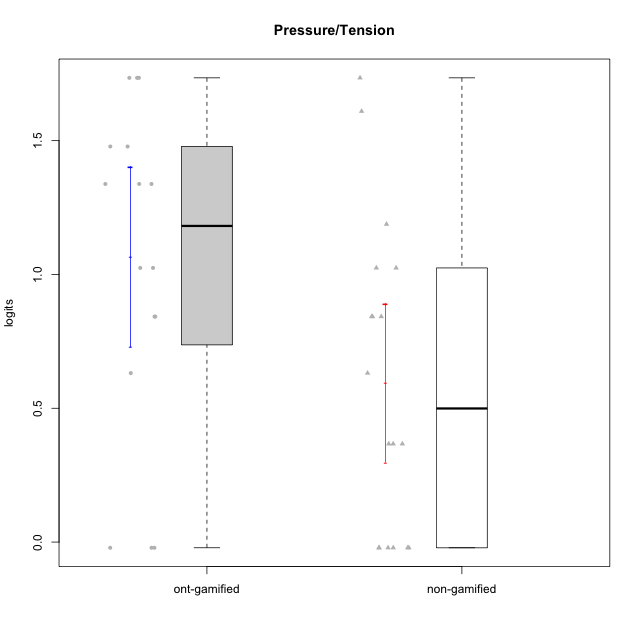 Pressure/Tension
logits
1.5
1.0
0.5
0.0
ont-gamified
non-gamified